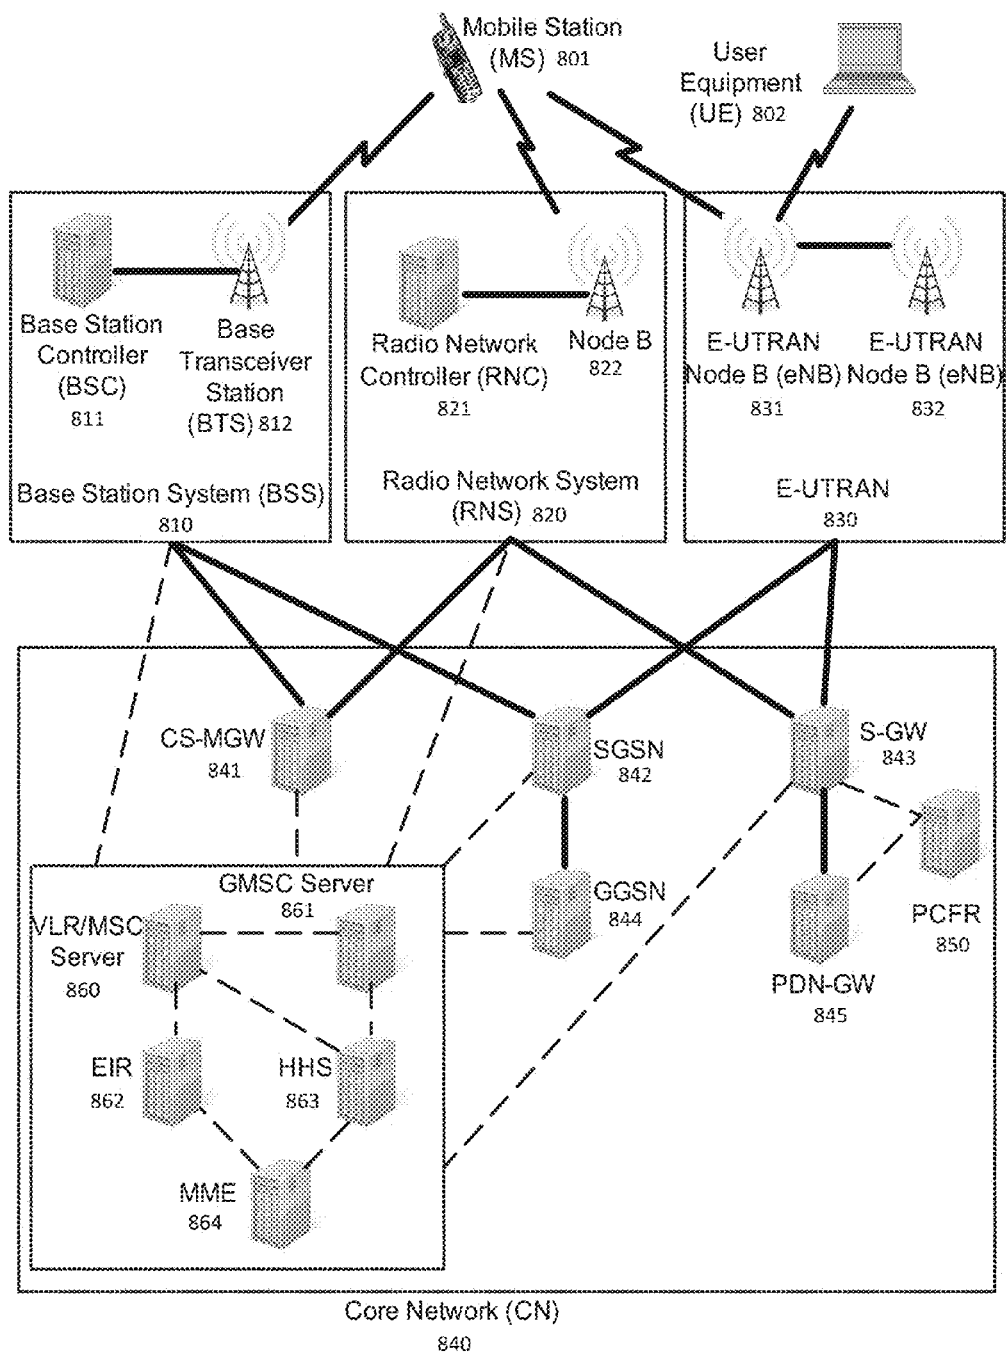 Mobile Station
(MS) 801
User
Equipment
(UE) 802
Base Station
Controller
(BSC)
811
Base
Transceiver
Station
(BTS) 812
Base Station System (BSS)
810
Radio Network
Controller (RNC)
821
Node B
822
Radio Network System
(RNS) 820
E-UTRAN
Node B (eNB)
831
E-UTRAN
Node B (eNB)
832
E-UTRAN
830
CS-MGW
841
SGSN
842
S-GW
843
GMSC Server
861
GGSN
844
PCFR
850
VLR/MSC
Server
860
PDN-GW
845
EIR
862
HHS
863
MME
864
Core Network (CN)
840